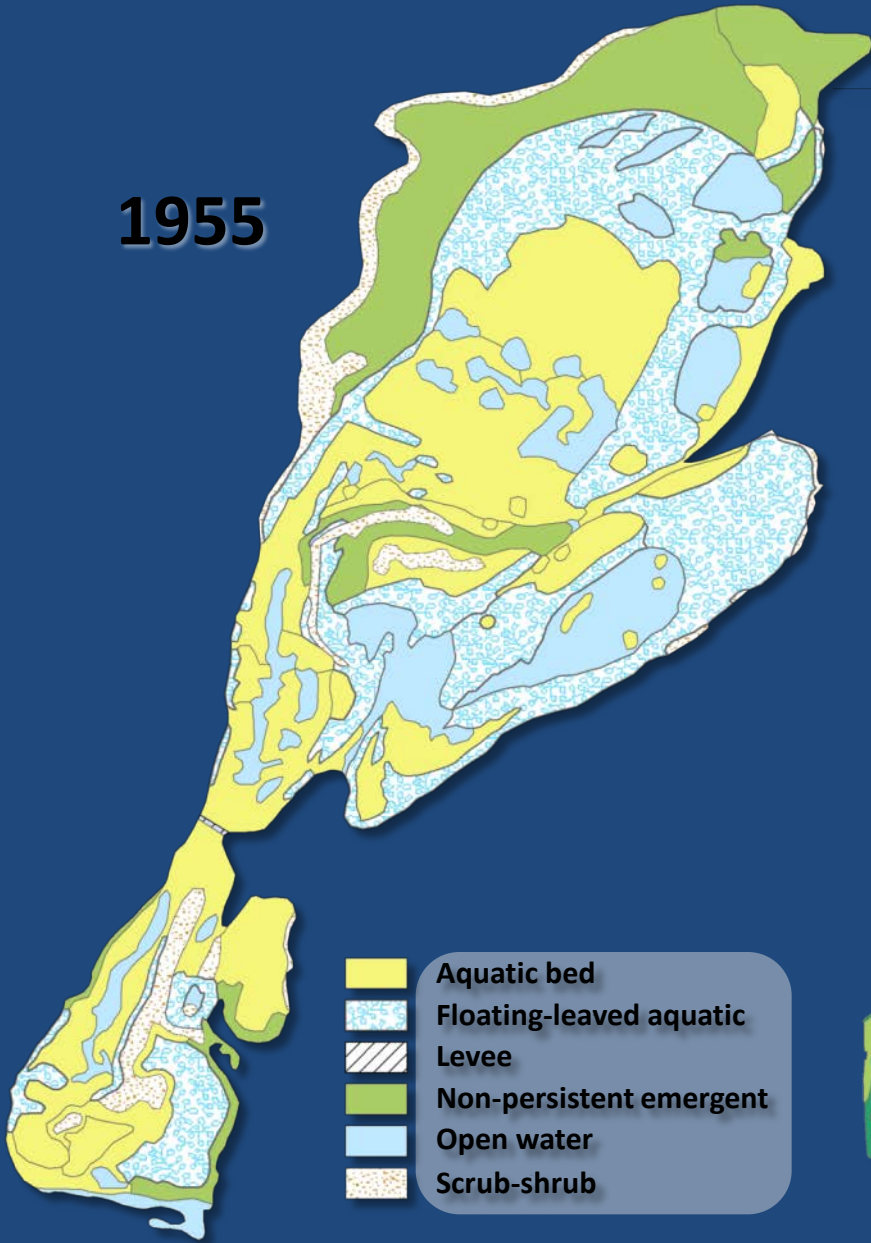 1955
Aquatic bed
Floating-leaved aquatic
Levee
Non-persistent emergent
Open water
Scrub-shrub